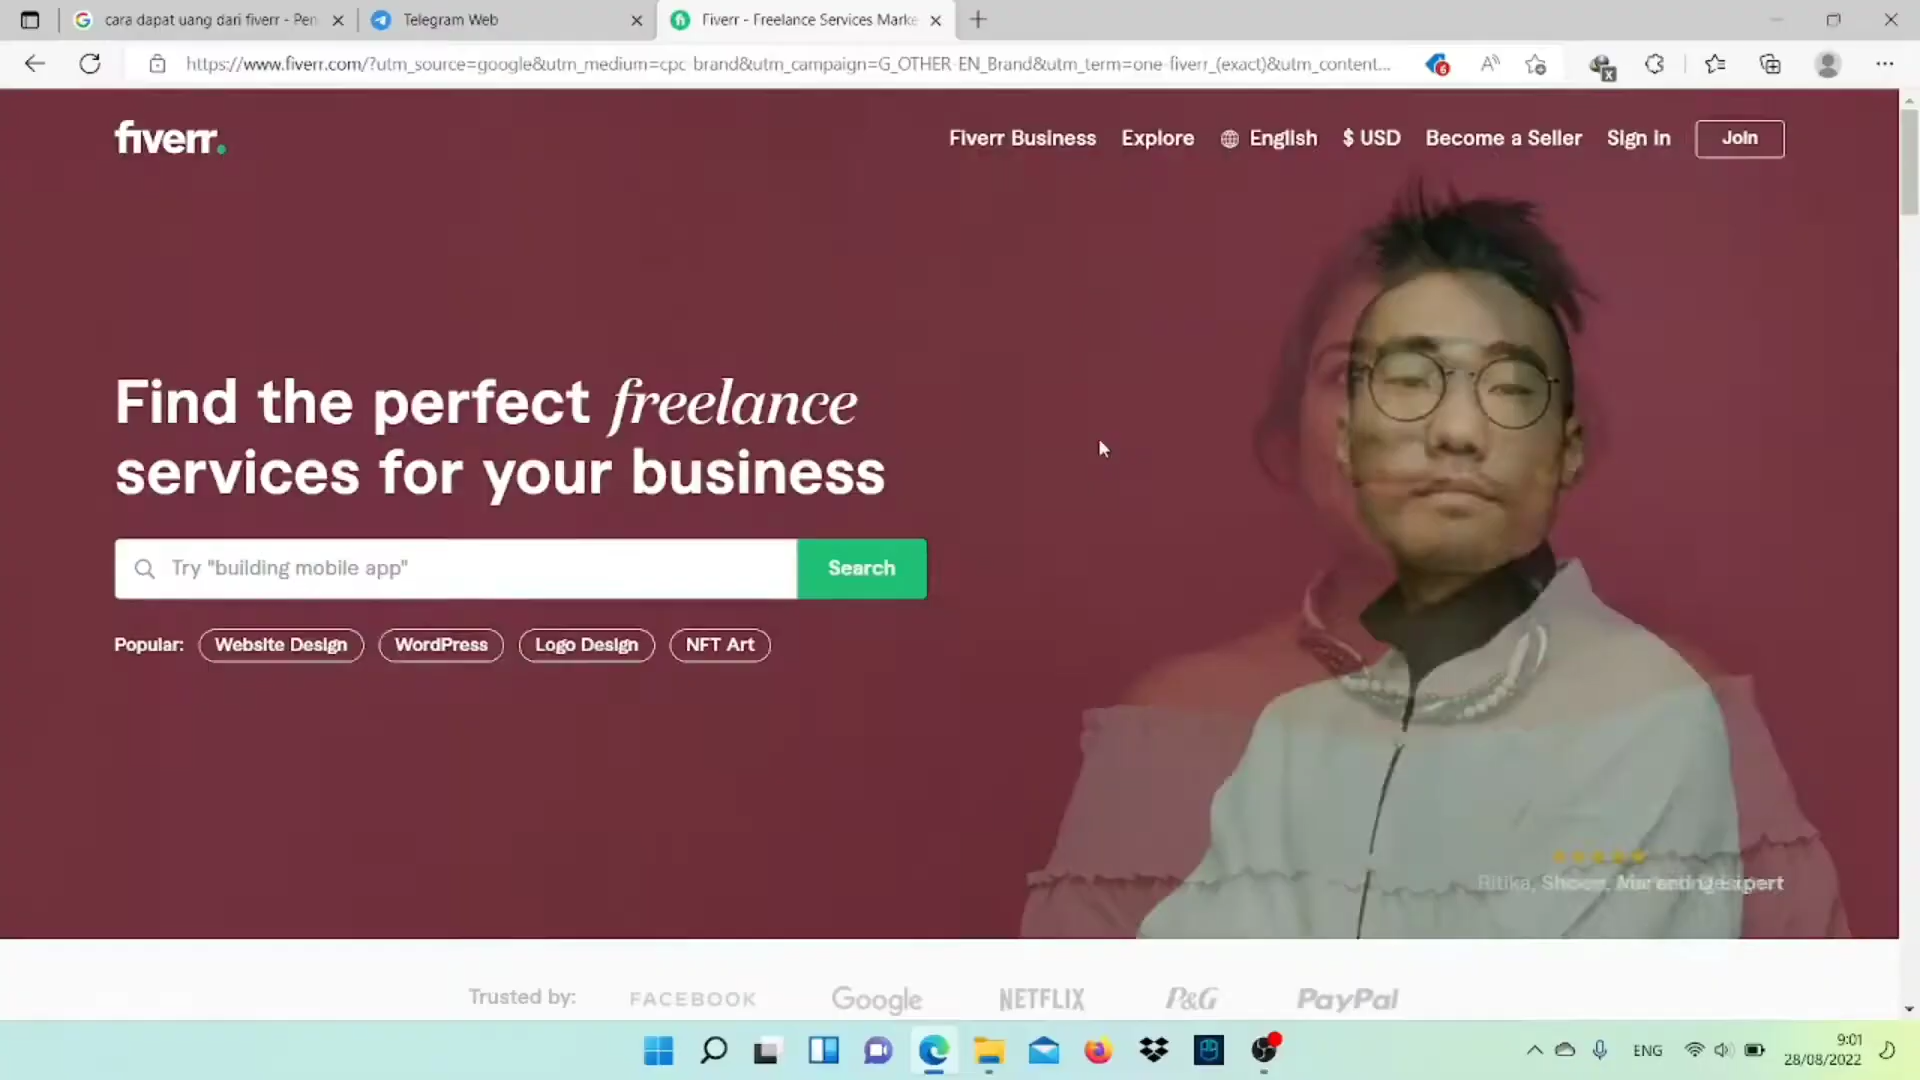 cara dapat uang dari fiverr - Pen
Telegram Web
Fiverr - Freelance Services Marke
https://www.fiverr.com/?utm_source=google&utm_medium=cpc-brand&utm_campaign=G_OTHER-EN_Brand&utm_term=one-fiverr_(exact)&utm_content...
6
x
fiverr.
Fiverr Business
Explore
English
$ USD
Become a Seller
Sign in
Join
Find the perfect freelance
services for your business
Try "building mobile app"
Search
Popular:
Website Design
WordPress
Logo Design
NFT Art
Ritika,
Trusted by:
FACEBOOK
Google
NETFLIX
P&G
PayPal
ENG
9:01
28/08/2022